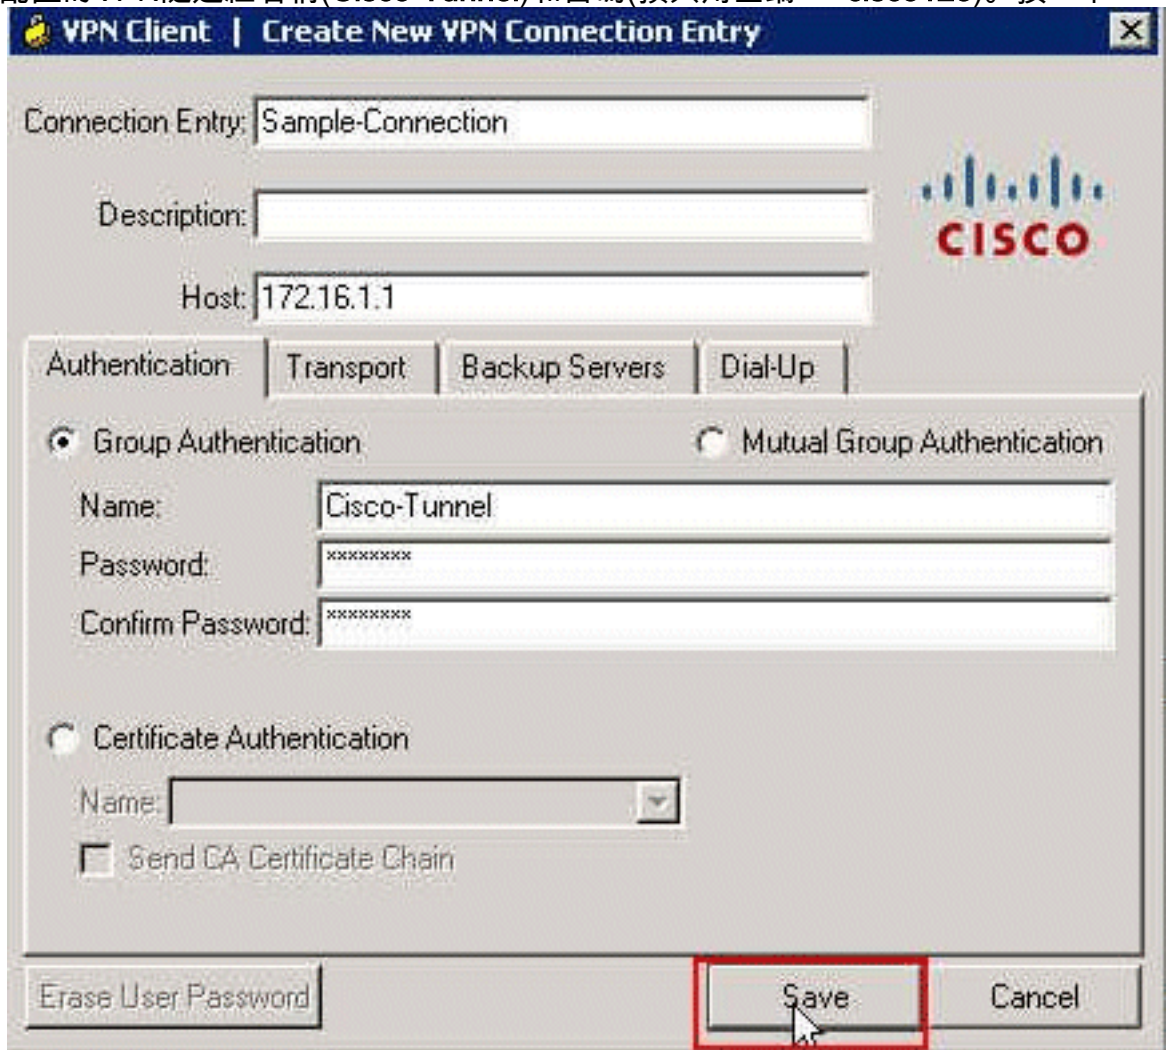 VPN Client | Create New VPN Connection Entry
Connection Entry: Sample-Connection
Description:
CISCO
Host: 172.16.1.1
Authentication
Transport
Backup Servers
Dial-Up
Group Authentication
Mutual Group Authentication
Name: Cisco-Tunnel
Password: ********
Confirm Password: ********
Certificate Authentication
Name:
Send CA Certificate Chain
Erase User Password
Save
Cancel